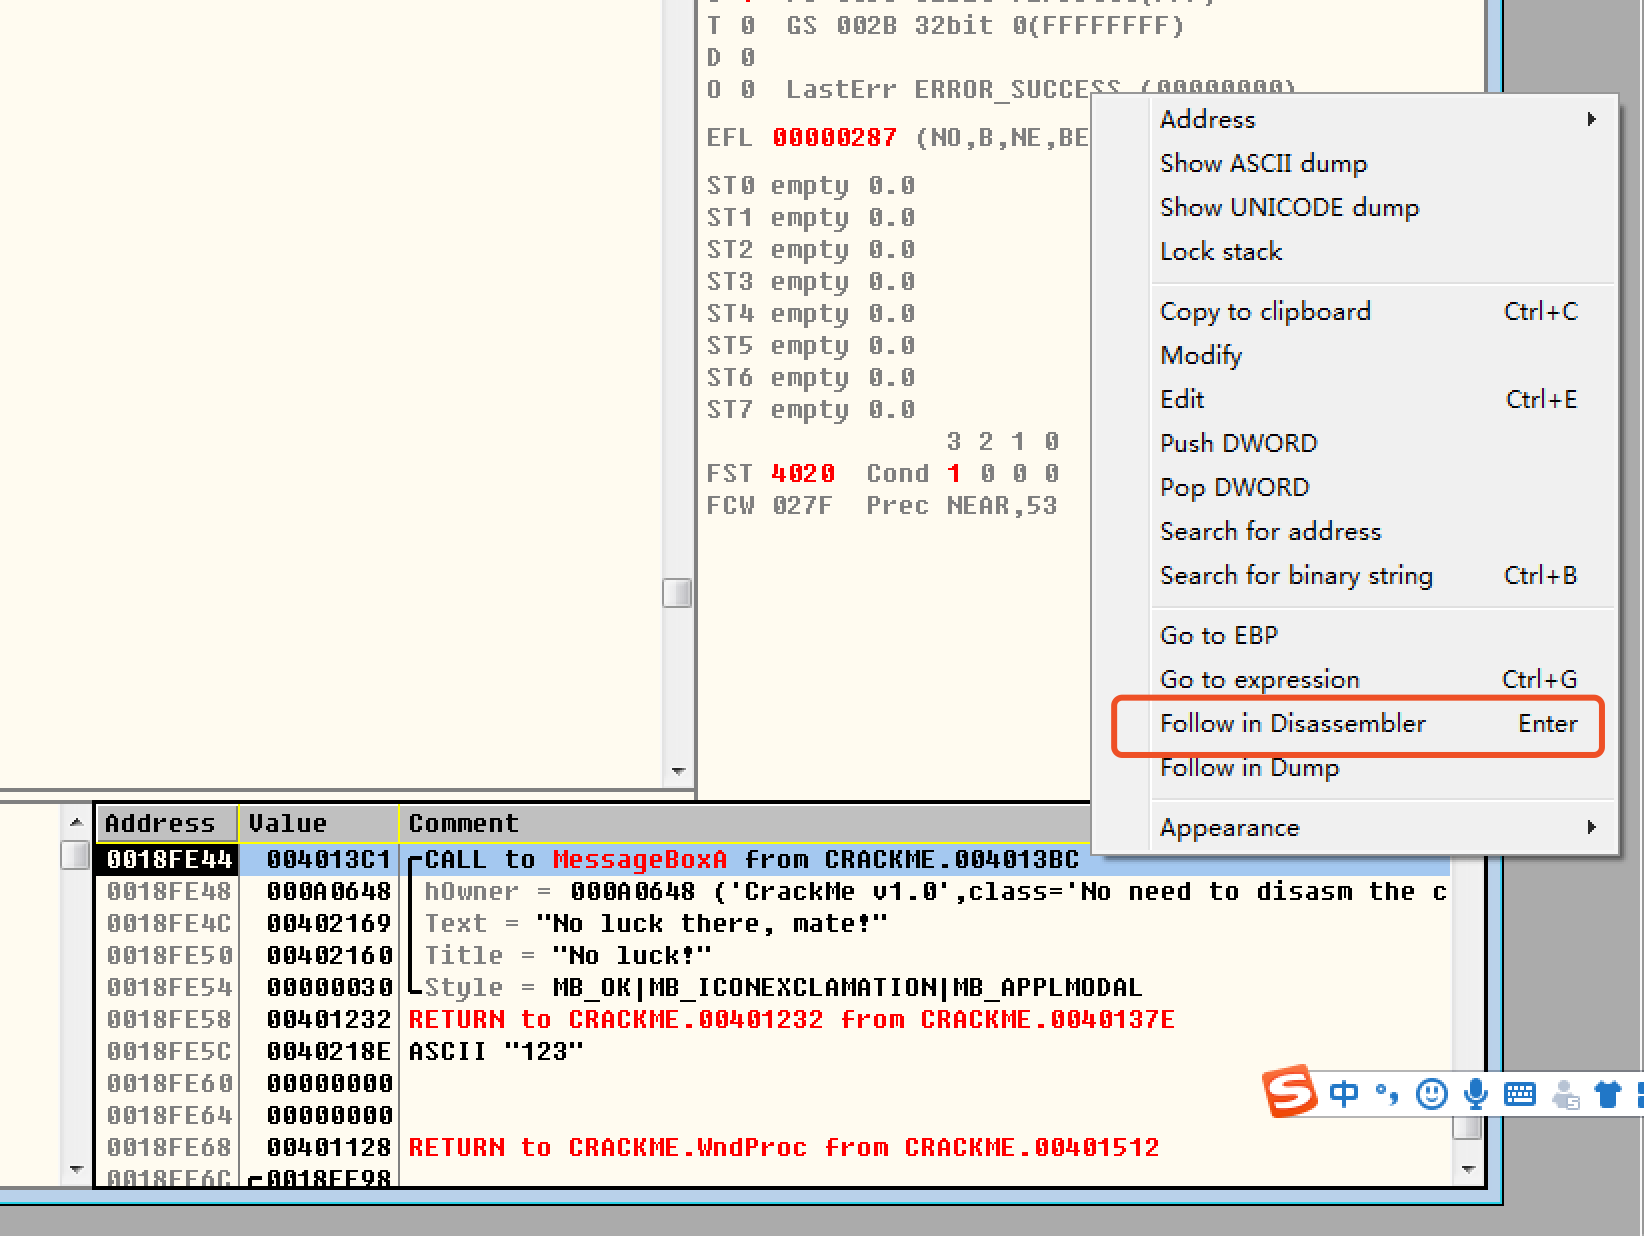 T 0 GS 002B 32bit 0(FFFFFFFF)
D 0
O 0 LastErr ERROR_SUCCESS (00000000)
EFL 00000287 (NO,B,NE,BE
ST0 empty 0.0
ST1 empty 0.0
ST2 empty 0.0
ST3 empty 0.0
ST4 empty 0.0
ST5 empty 0.0
ST6 empty 0.0
ST7 empty 0.0
3 2 1 0
FST 4020 Cond 1 0 0 0
FCW 027F Prec NEAR,53
Address
Show ASCII dump
Show UNICODE dump
Lock stack
Copy to clipboard Ctrl+C
Modify
Edit Ctrl+E
Push DWORD
Pop DWORD
Search for address
Search for binary string Ctrl+B
Go to EBP
Go to expression Ctrl+G
Follow in Disassembler Enter
Follow in Dump
Appearance
Address Value Comment
0018FE44 004013C1 CALL to MessageBoxA from CRACKME.004013BC
0018FE48 000A0648 hOwner = 000A0648 ('CrackMe v1.0',class='No need to disasm the c
0018FE4C 00402169 Text = "No luck there, mate!"
0018FE50 00402160 Title = "No luck!"
0018FE54 00000030 Style = MB_OK|MB_ICONEXCLAMATION|MB_APPLMODAL
0018FE58 00401232 RETURN to CRACKME.00401232 from CRACKME.0040137E
0018FE5C 0040218E ASCII "123"
0018FE60 00000000
0018FE64 00000000
0018FE68 00401128 RETURN to CRACKME.WndProc from CRACKME.00401512
0018FE6C 0018FF98
S 中